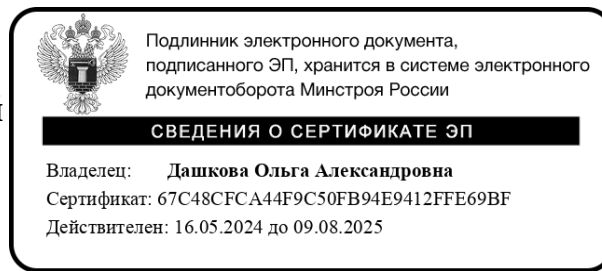 Подлинник электронного документа,
подписанного ЭП, хранится в системе электронного
документоборота Минстроя России
СВЕДЕНИЯ О СЕРТИФИКАТЕ ЭП
Владелец: Дашкова Ольга Александровна
Сертификат: 67C48CFCA44F9C50FB94E9412FFE69BF
Действителен: 16.05.2024 до 09.08.2025